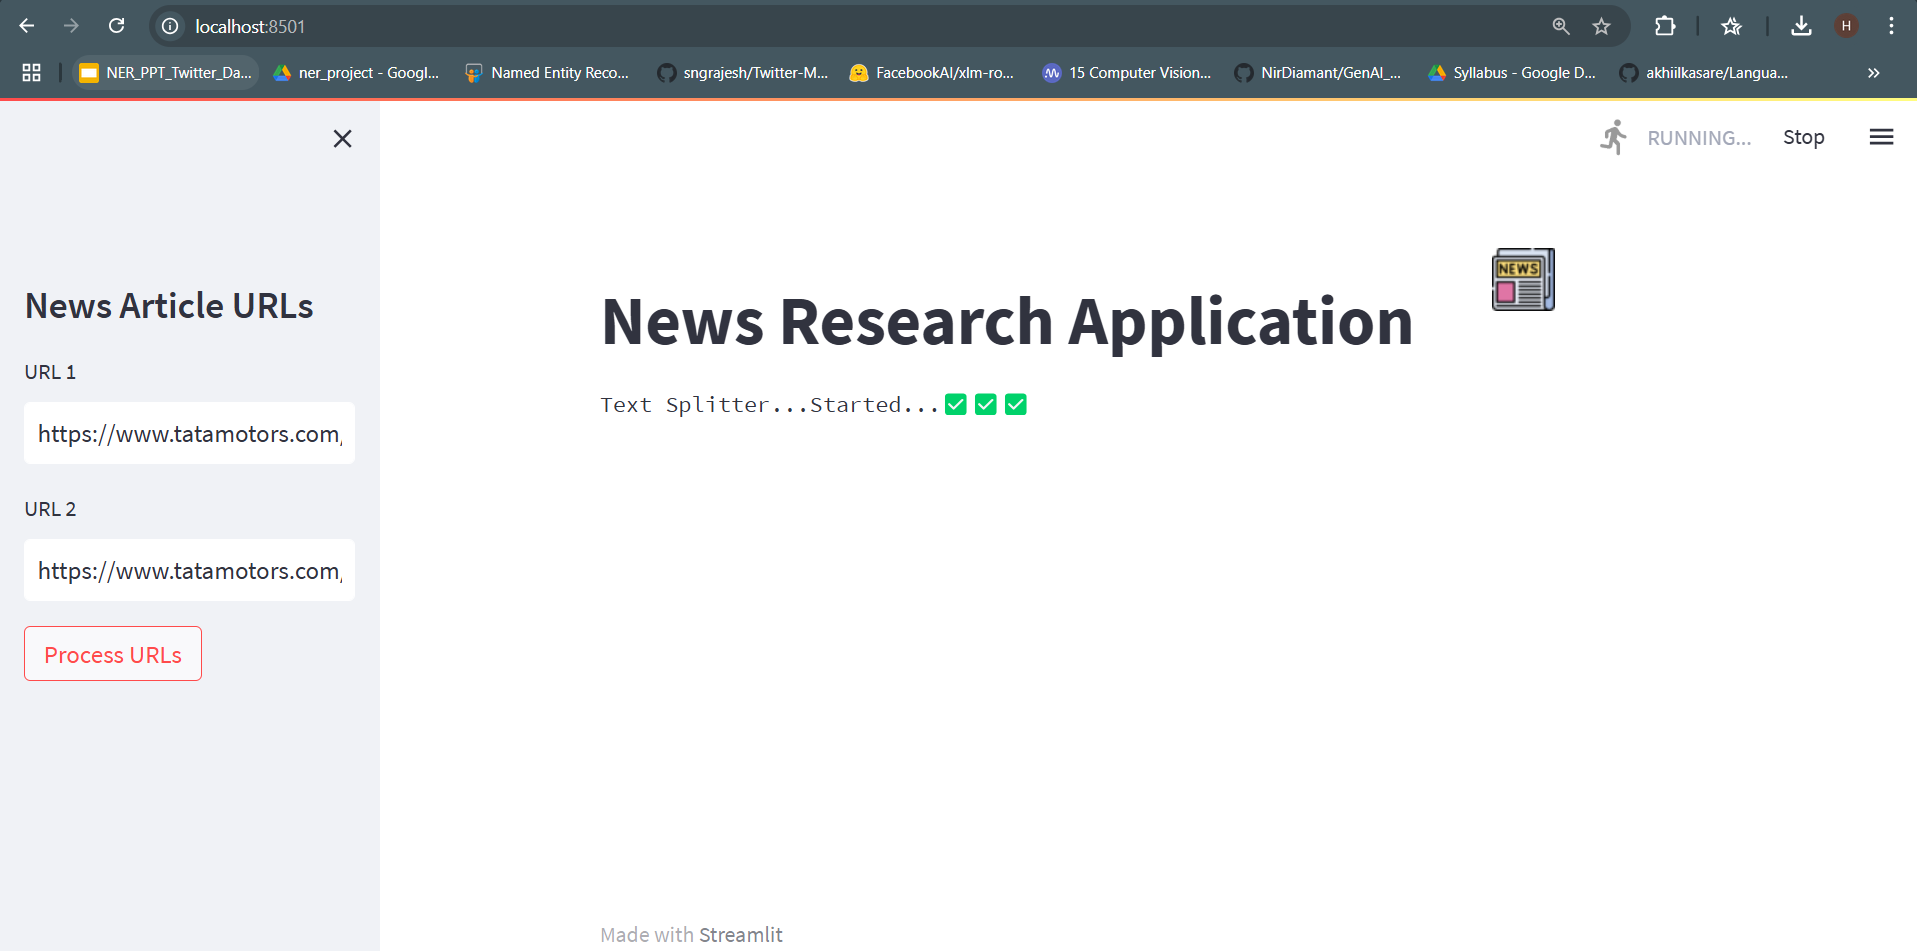 localhost:8501
H
NER_PPT_Twitter_Da...
ner_project - Googl...
Named Entity Reco...
sngrajesh/Twitter-M...
FacebookAI/xlm-ro...
15 Computer Vision...
NirDiamant/GenAI_...
Syllabus - Google D...
akhiilkasare/Langua...
»
RUNNING...
Stop
News Article URLs
URL 1
https://www.tatamotors.com/
URL 2
https://www.tatamotors.com/
Process URLs
NEWS
News Research Application
Text Splitter...Started...✅✅✅
Made with Streamlit